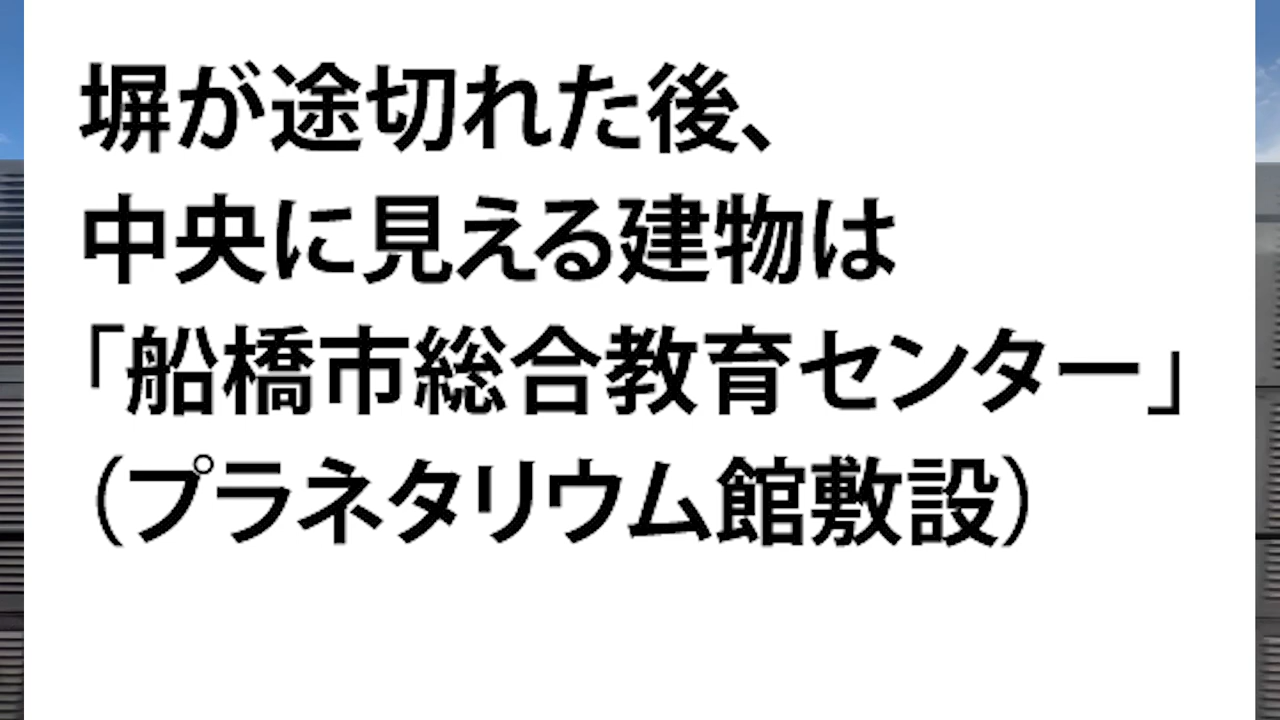 塀が途切れた後、
中央に見える建物は
「船橋市総合教育センター」
（プラネタリウム館敷設）